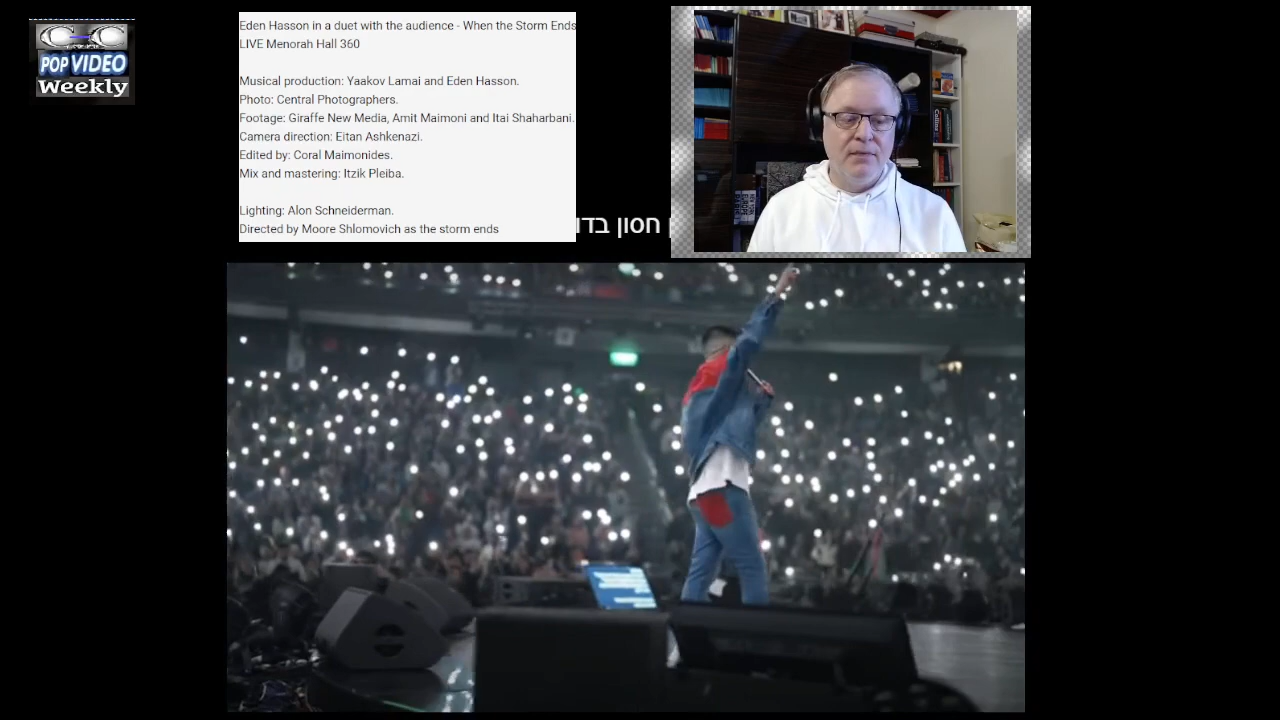 C-C
POP VIDEO
Weekly
Eden Hasson in a duet with the audience - When the Storm Ends
LIVE Menorah Hall 360
Musical production: Yaakov Lamai and Eden Hasson.
Photo: Central Photographers.
Footage: Giraffe New Media, Amit Maimoni and Itai Shaharbani.
Camera direction: Eitan Ashkenazi.
Edited by: Coral Maimonides.
Mix and mastering: Itzik Pleiba.
Lighting: Alon Schneiderman.
Directed by Moore Shlomovich as the storm ends
חסון בדו